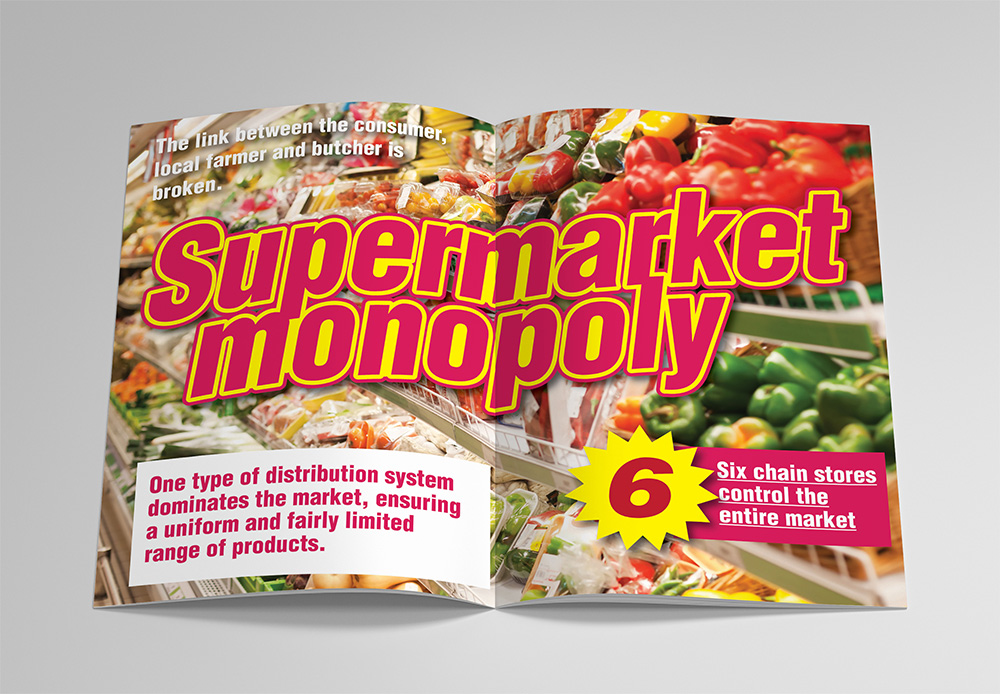 The link between the consumer,
local farmer and butcher is
broken.
Supermarket
monopoly
One type of distribution system
dominates the market, ensuring
a uniform and fairly limited
range of products.
6
Six chain stores
control the
entire market